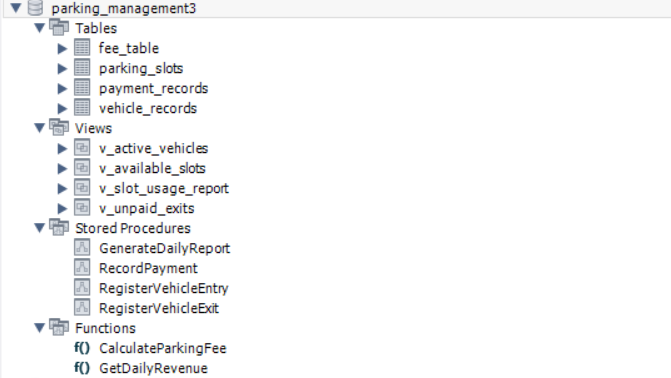 parking_management3
Tables
fee_table
parking_slots
payment_records
vehicle_records
Views
v_active_vehicles
v_available_slots
v_slot_usage_report
v_unpaid_exits
Stored Procedures
GenerateDailyReport
RecordPayment
RegisterVehicleEntry
RegisterVehicleExit
Functions
f() CalculateParkingFee
f() GetDailyRevenue